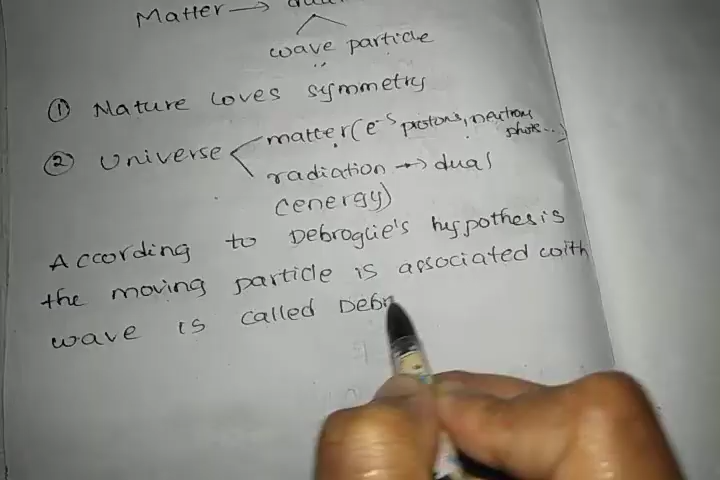 Matter →
wave particle
① Nature loves symmetry
② Universe matter(e-s protons, neutron,
radiation → dual
(energy)
According to Debroglie's hypothesis
the moving particle is associated with
wave is called Deb